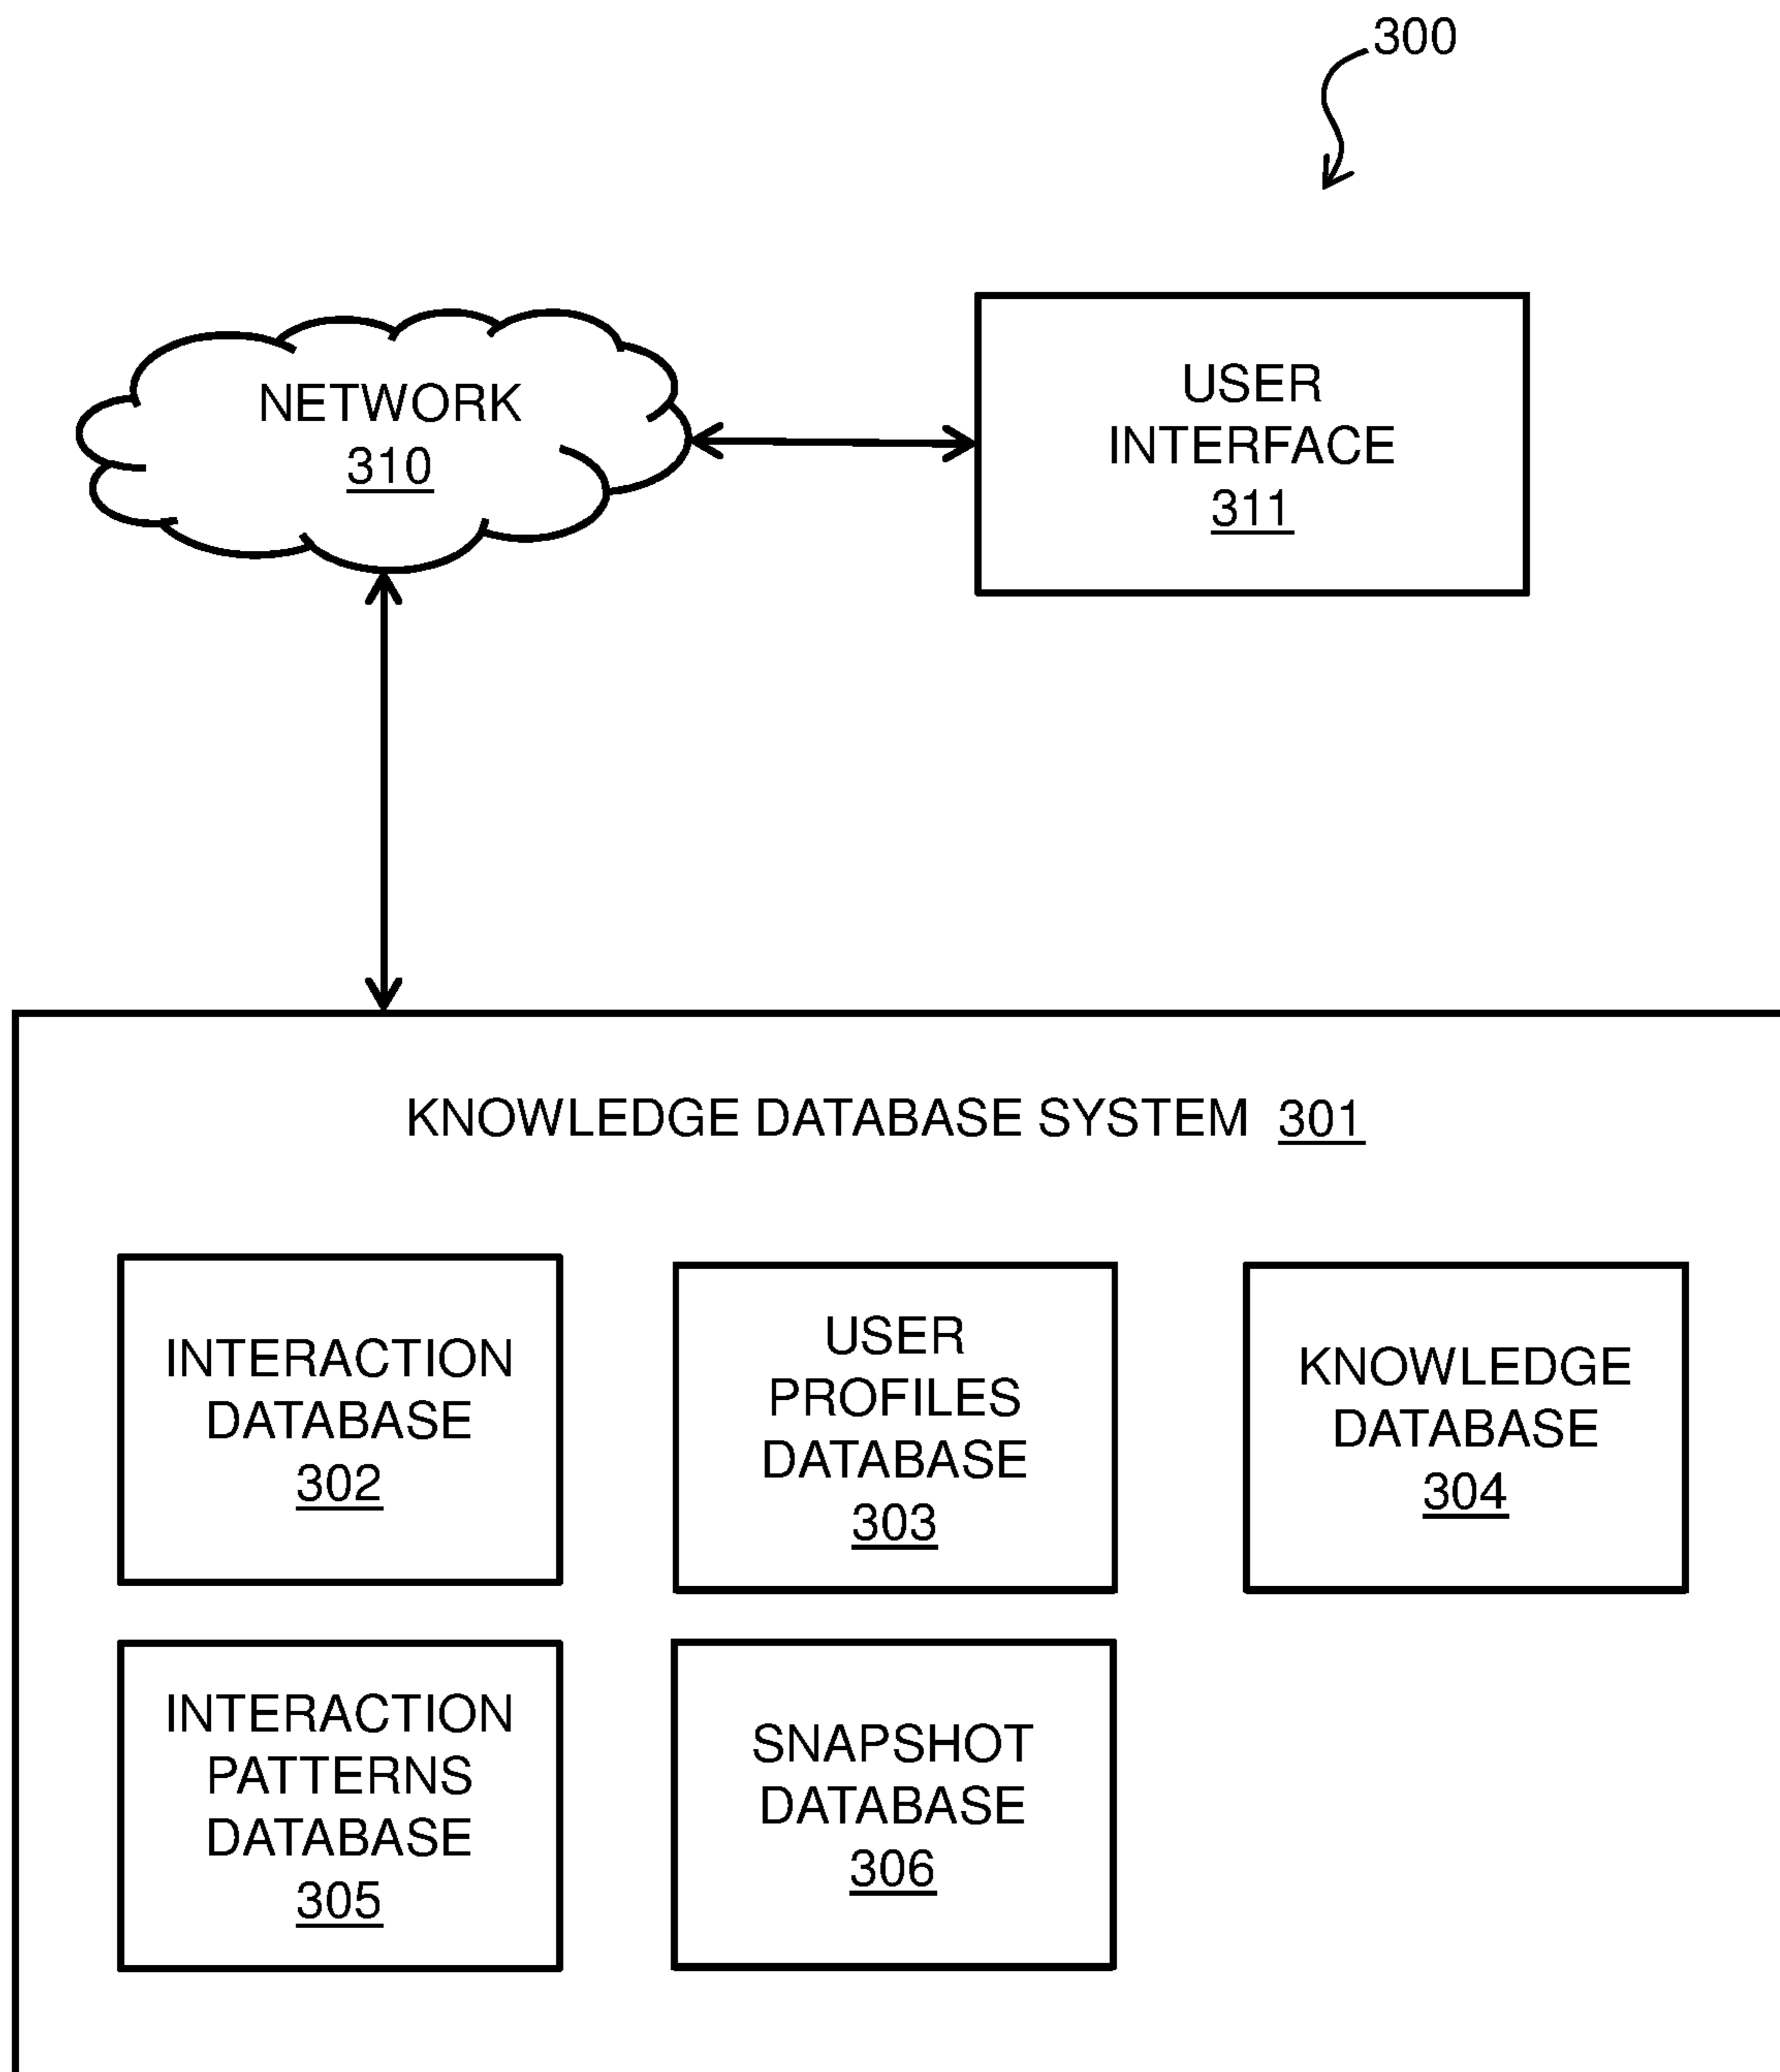 300
NETWORK
310
USER
INTERFACE
311
KNOWLEDGE DATABASE SYSTEM 301
INTERACTION
DATABASE
302
USER
PROFILES
DATABASE
303
KNOWLEDGE
DATABASE
304
INTERACTION
PATTERNS
DATABASE
305
SNAPSHOT
DATABASE
306